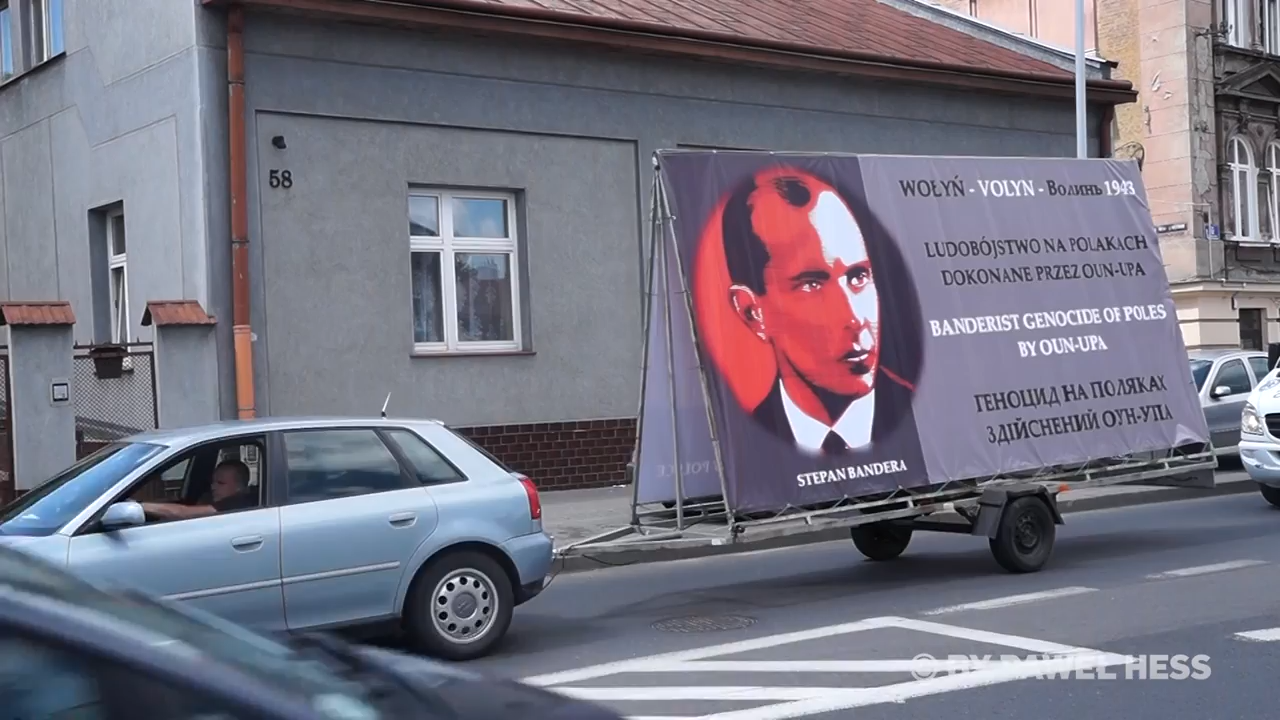 58
WOŁYŃ - VOLYN - Волинь 1943
LUDOBÓJSTWO NA POLAKACH
DOKONANE PRZEZ OUN-UPA
BANDERIST GENOCIDE OF POLES
BY OUN-UPA
ГЕНОЦИД НА ПОЛЯКАХ
ЗДІЙСНЕНИЙ ОУН-УПА
STEPAN BANDERA
© BY PAWEL HESS